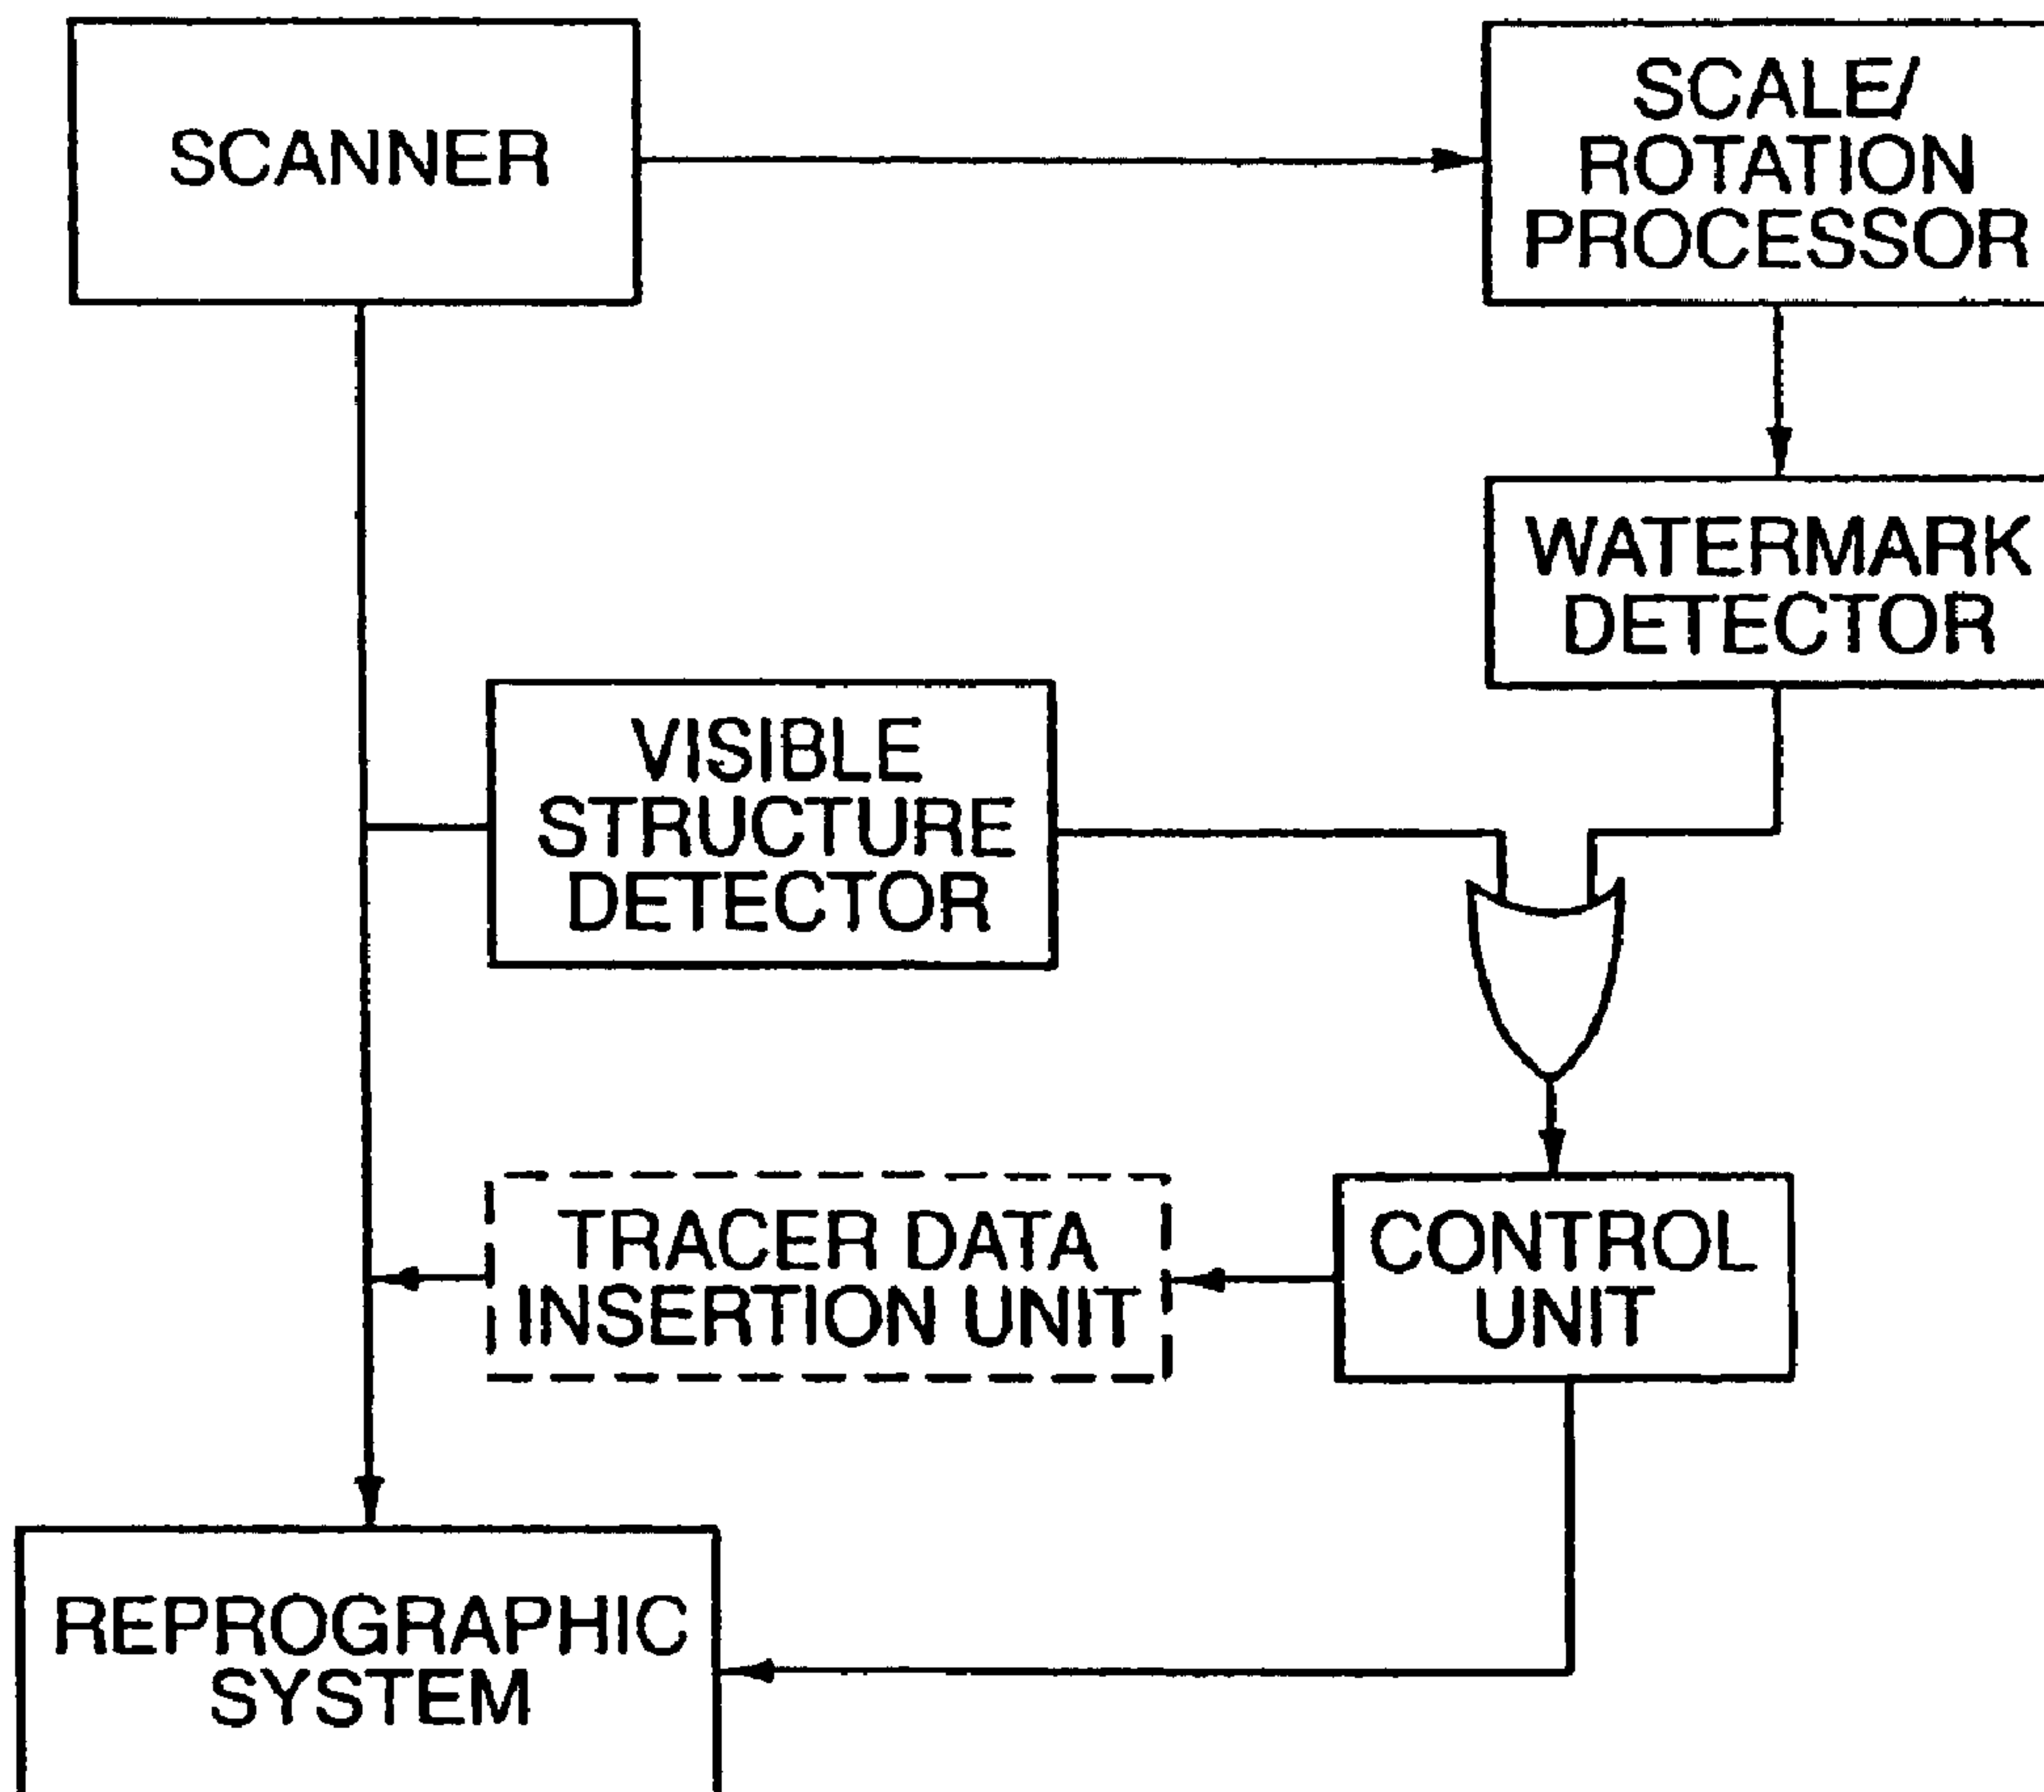 SCANNER
SCALE/
ROTATION
PROCESSOR
WATERMARK
DETECTOR
VISIBLE
STRUCTURE
DETECTOR
TRACER DATA
INSERTION UNIT
CONTROL
UNIT
REPROGRAPHIC
SYSTEM